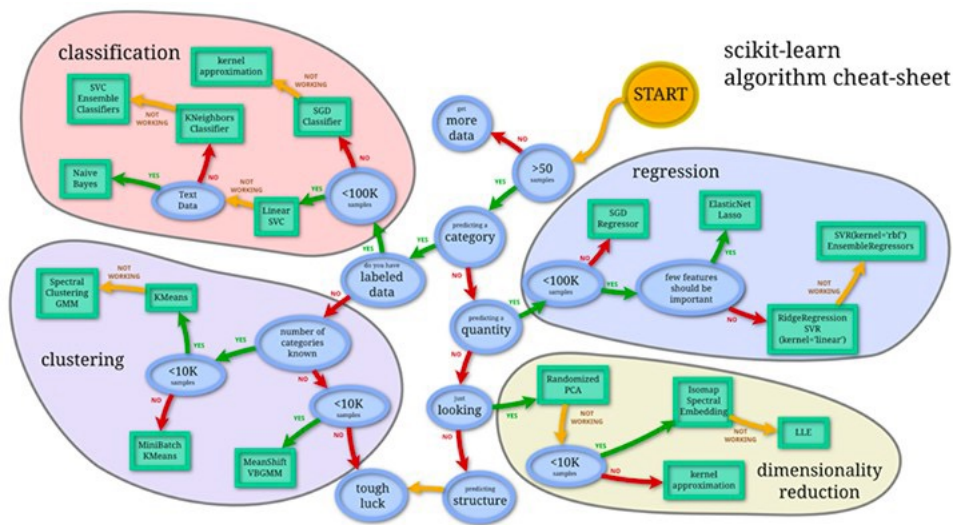 scikit-learn
algorithm cheat-sheet
START
>50
samples
NO
get
more
data
YES
predicting a
category
YES
NO
do you have
labeled
data
YES
NO
classification
<100K
samples
YES
NO
Linear
SVC
NOT
WORKING
Text
Data
YES
NO
Naive
Bayes
KNeighbors
Classifier
NOT
WORKING
SVC
Ensemble
Classifiers
SGD
Classifier
NOT
WORKING
kernel
approximation
clustering
number of
categories
known
YES
NO
<10K
samples
YES
NO
KMeans
NOT
WORKING
Spectral
Clustering
GMM
MiniBatch
KMeans
<10K
samples
YES
NO
MeanShift
VBGMM
tough
luck
predicting a
quantity
YES
NO
regression
<100K
samples
NO
YES
SGD
Regressor
few features
should be
important
YES
NO
ElasticNet
Lasso
RidgeRegression
SVR
(kernel='linear')
NOT
WORKING
SVR(kernel='rbf')
EnsembleRegressors
just
looking
YES
NO
predicting
structure
Randomized
PCA
NOT
WORKING
<10K
samples
YES
NO
Isomap
Spectral
Embedding
NOT
WORKING
LLE
kernel
approximation
dimensionality
reduction